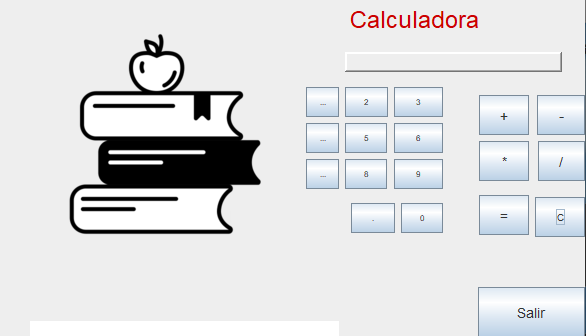 Calculadora
... 2 3 + -
... 5 6 * /
... 8 9
. 0 = C
Salir